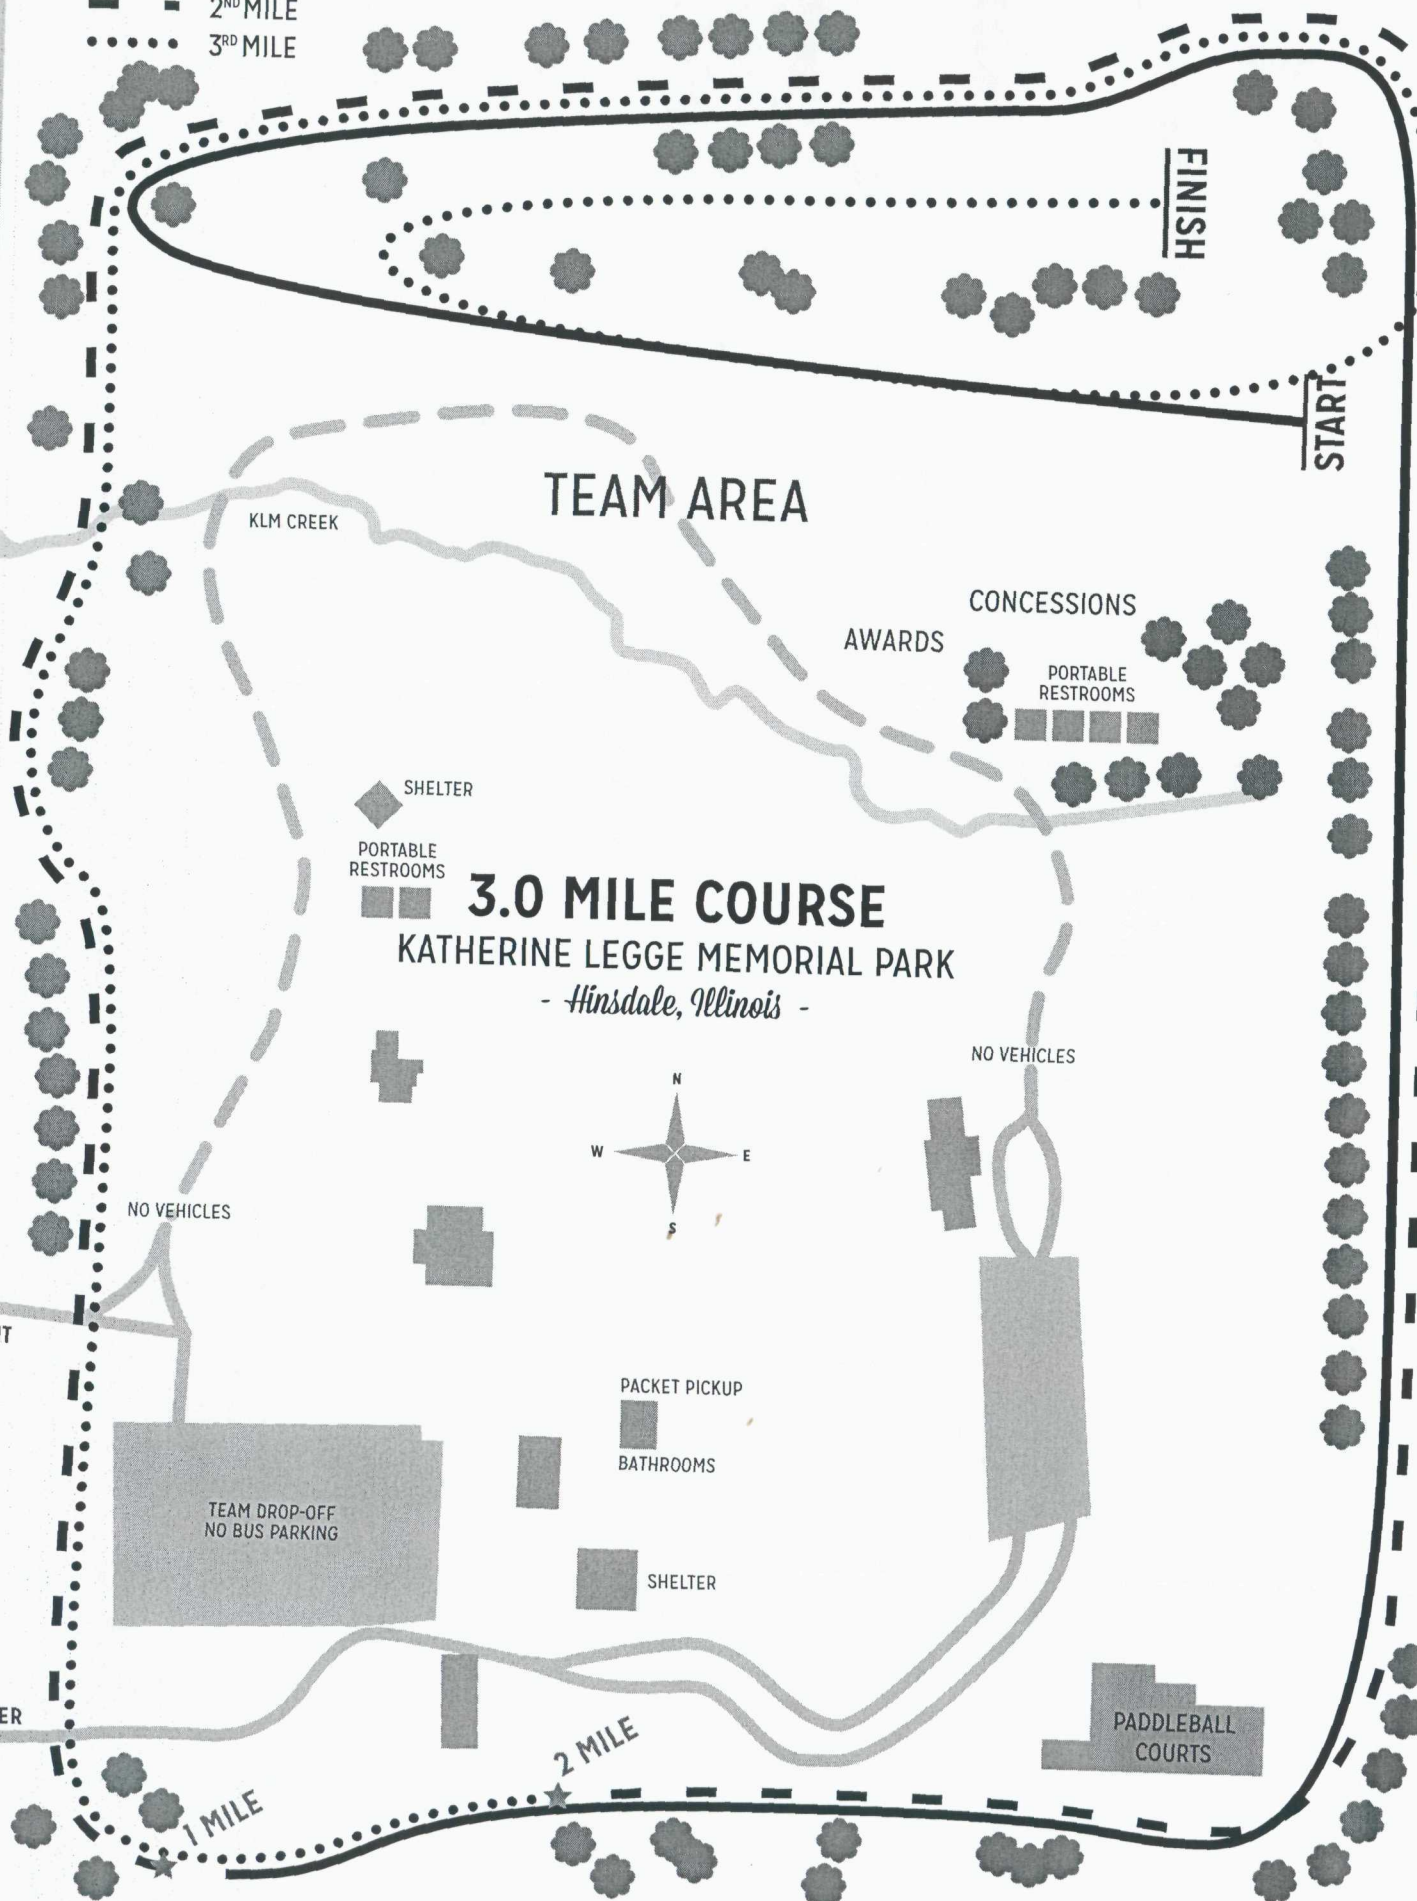 2ND MILE
3RD MILE
FINISH
START
TEAM AREA
KLM CREEK
CONCESSIONS
AWARDS
PORTABLE
RESTROOMS
SHELTER
PORTABLE
RESTROOMS
3.0 MILE COURSE
KATHERINE LEGGE MEMORIAL PARK
- Hinsdale, Illinois -
NO VEHICLES
N
W
E
S
NO VEHICLES
PACKET PICKUP
BATHROOMS
TEAM DROP-OFF
NO BUS PARKING
SHELTER
ER
PADDLEBALL
COURTS
2 MILE
1 MILE